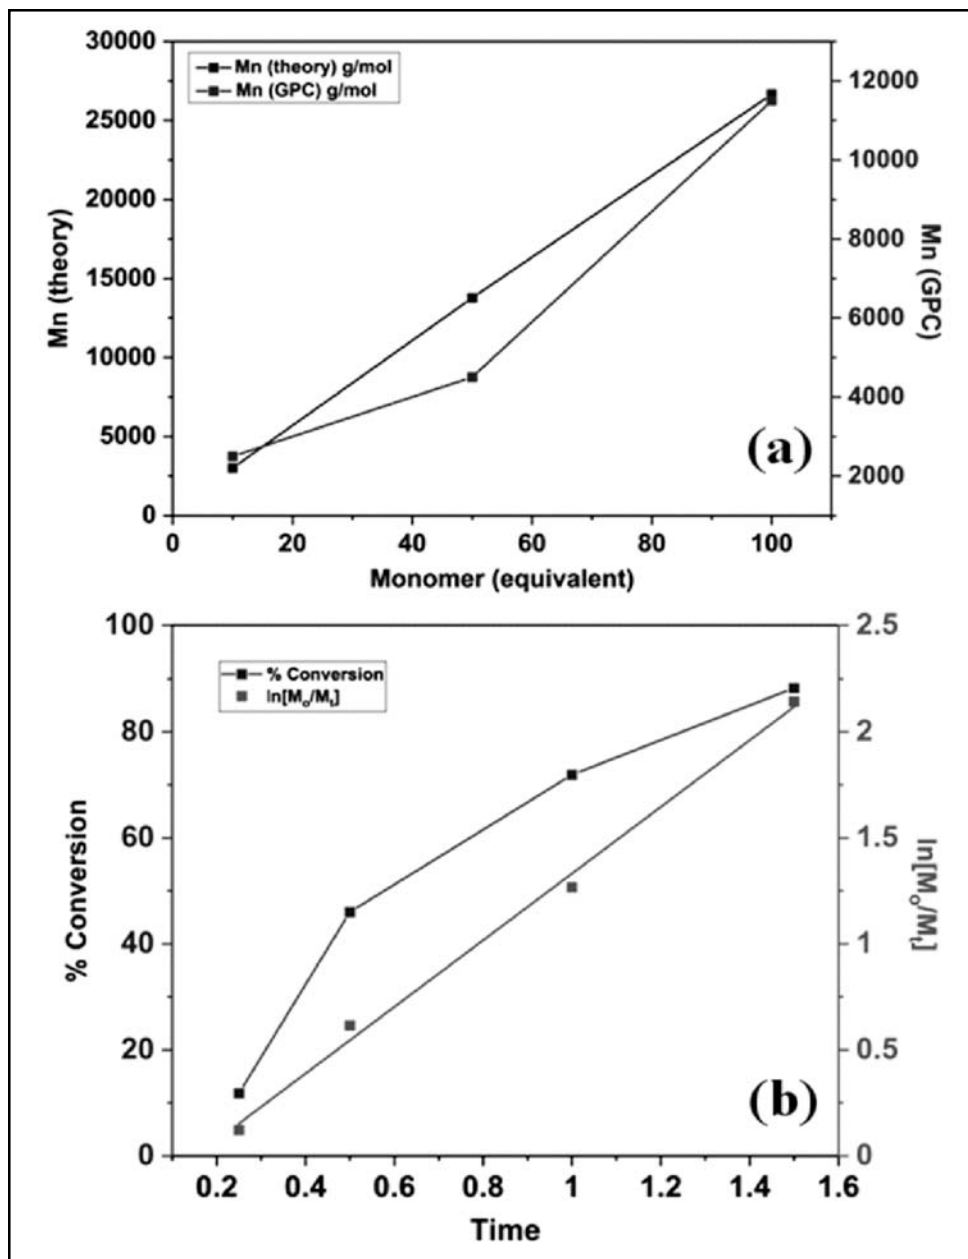 Mn (theory) g/mol
Mn (GPC) g/mol
30000
25000
20000
15000
10000
5000
0
Mn (theory)
12000
10000
8000
6000
4000
2000
Mn (GPC)
(a)
0 20 40 60 80 100
Monomer (equivalent)
% Conversion
ln[Mo/Mt]
100
80
60
40
20
0
% Conversion
2.5
2
1.5
1
0.5
0
ln[Mo/Mt]
(b)
0.2 0.4 0.6 0.8 1 1.2 1.4 1.6
Time